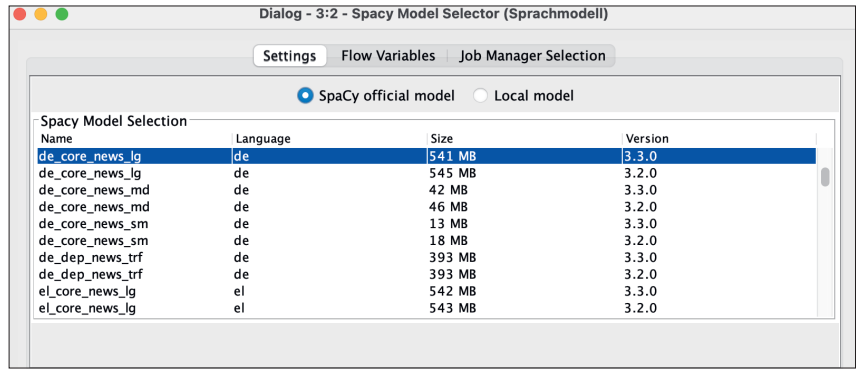 Dialog - 3:2 - Spacy Model Selector (Sprachmodell)
Settings Flow Variables Job Manager Selection
SpaCy official model Local model
Spacy Model Selection
Name Language Size Version
de_core_news_lg de 541 MB 3.3.0
de_core_news_lg de 545 MB 3.2.0
de_core_news_md de 42 MB 3.3.0
de_core_news_md de 46 MB 3.2.0
de_core_news_sm de 13 MB 3.3.0
de_core_news_sm de 18 MB 3.2.0
de_dep_news_trf de 393 MB 3.3.0
de_dep_news_trf de 393 MB 3.2.0
el_core_news_lg el 542 MB 3.3.0
el_core_news_lg el 543 MB 3.2.0